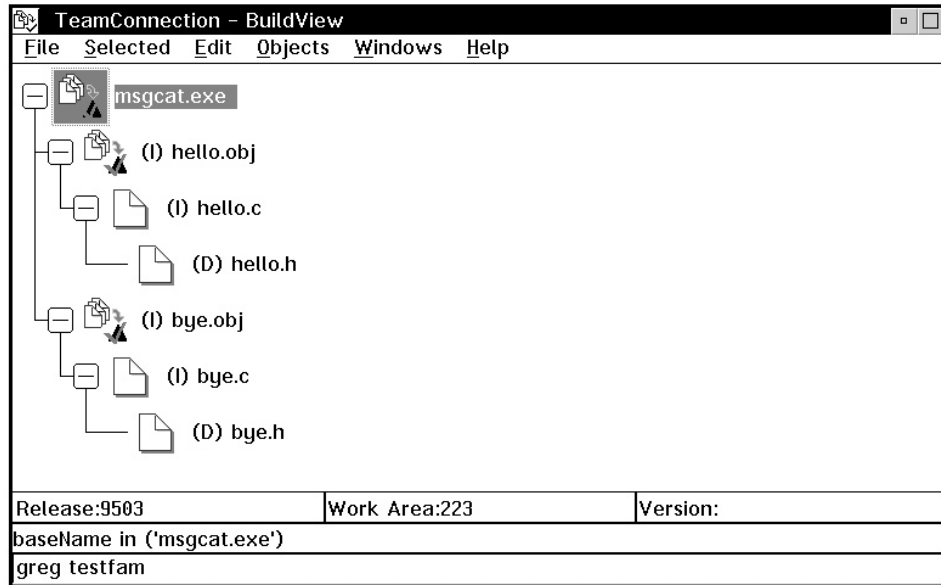 TeamConnection - BuildView
File Selected Edit Objects Windows Help
msgcat.exe
(I) hello.obj
(I) hello.c
(D) hello.h
(I) bye.obj
(I) bye.c
(D) bye.h
Release:9503 Work Area:223 Version:
baseName in ('msgcat.exe')
greg testfam